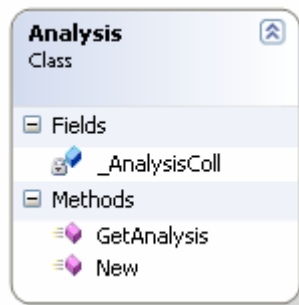 Analysis
Class
Fields
_AnalysisColl
Methods
GetAnalysis
New